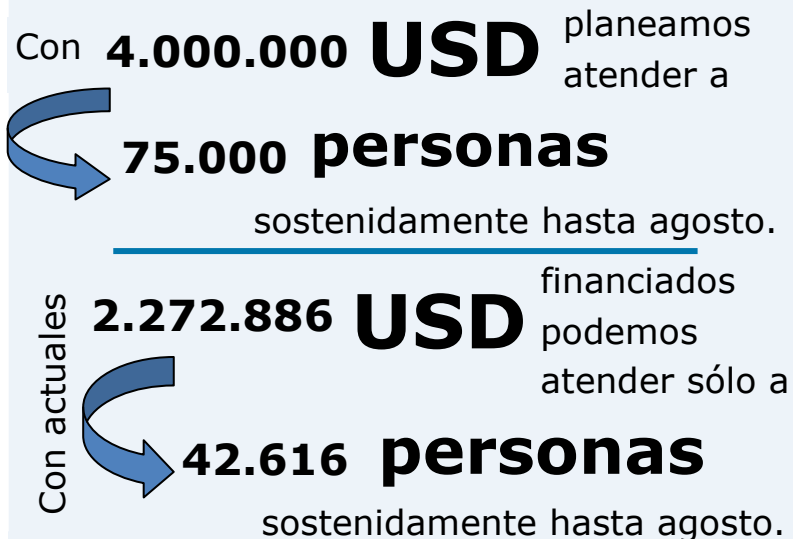 Con 4.000.000 USD planeamos
atender a
75.000 personas
sostenidamente hasta agosto.
Con actuales
2.272.886 USD financiados
podemos
atender sólo a
42.616 personas
sostenidamente hasta agosto.